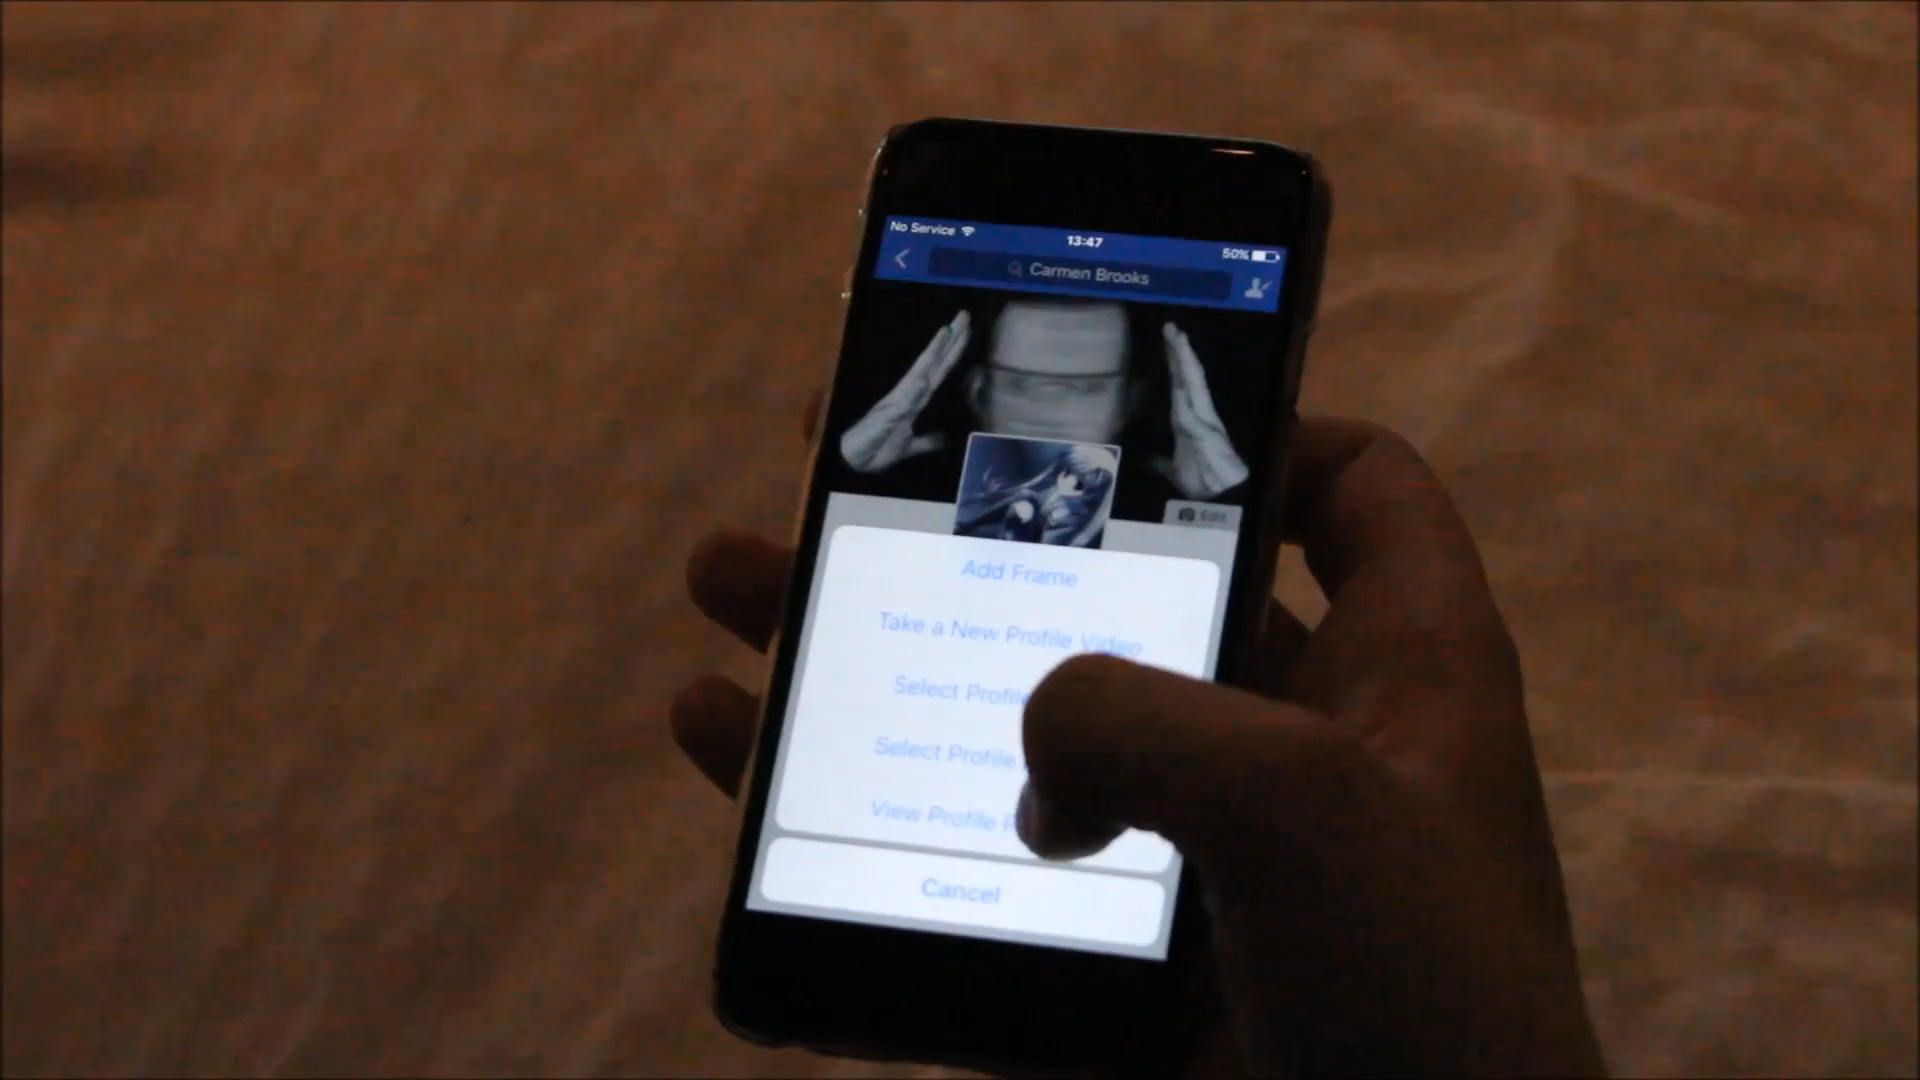 No Service
13:47
50%
Carmen Brooks
Edit
Add Frame
Take a New Profile Video
Select Profile
Select Profile
View Profile
Cancel